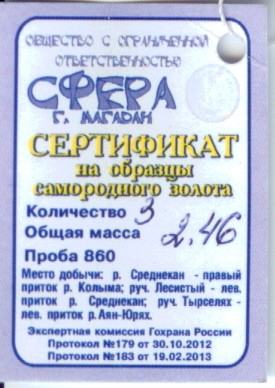 ОБЩЕСТВО С ОГРАНИЧЕННОЙ
ОТВЕТСТВЕННОСТЬЮ
СФЕРА
Г. МАГАДАН
СЕРТИФИКАТ
на образцы
самородного золота
Количество 3
Общая масса 2.46
Проба 860
Место добычи: р. Среднекан - правый
приток р. Колыма; руч. Лесистый - лев.
приток р. Среднекан; руч. Тырселях -
лев. приток р. Аян-Юрях.
Экспертная комиссия Гохрана России
Протокол №179 от 30.10.2012
Протокол №183 от 19.02.2013